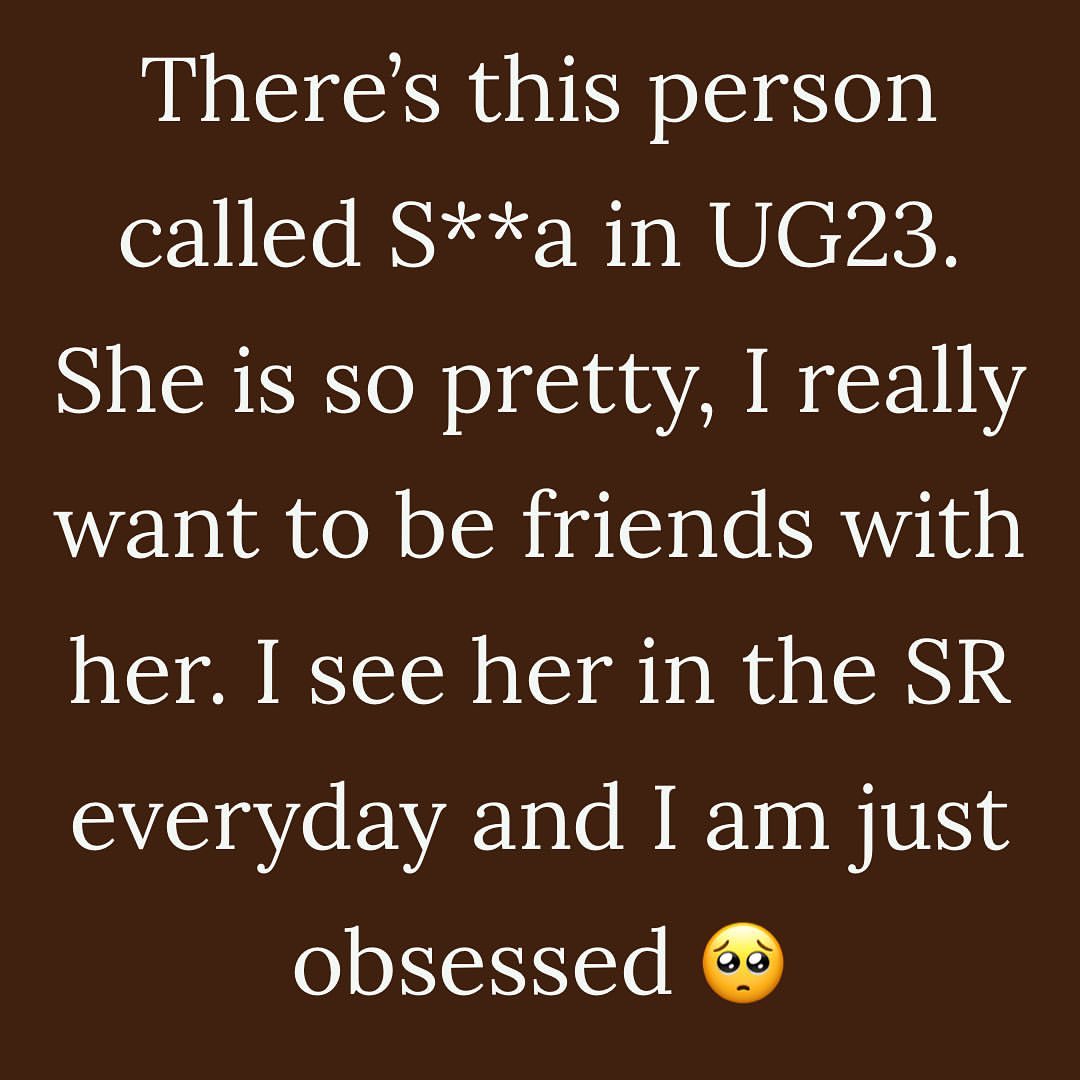 There’s this person
called S**a in UG23.
She is so pretty, I really
want to be friends with
her. I see her in the SR
everyday and I am just
obsessed 🥺